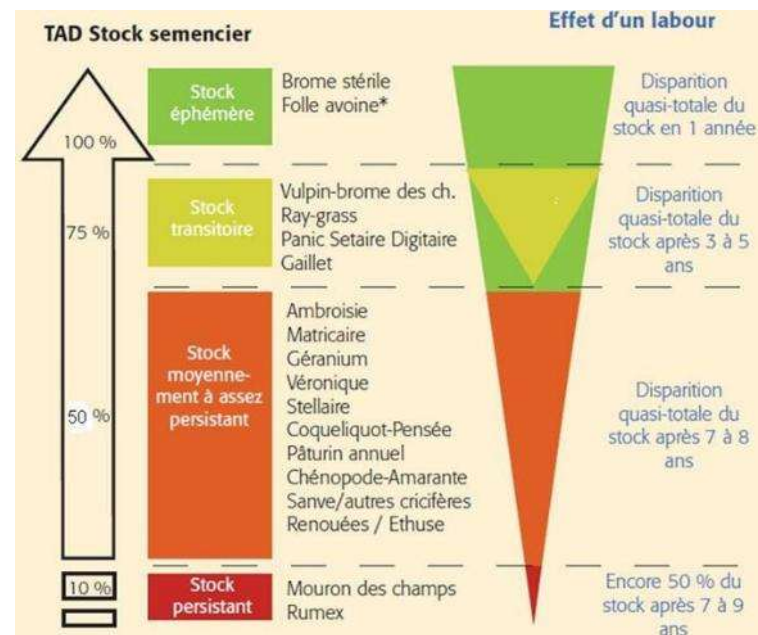 TAD Stock semencier
Effet d'un labour
100 %
Stock
éphémère
Brome stérile
Folle avoine*
Disparition
quasi-totale du
stock en 1 année
75 %
Stock
transitoire
Vulpin-brome des ch.
Ray-grass
Panic Setaire Digitaire
Gaillet
Disparition
quasi-totale du
stock après 3 à 5
ans
50 %
Stock
moyenne-
ment à assez
persistant
Ambroisie
Matricaire
Géranium
Véronique
Stellaire
Coqueliquot-Pensée
Pâturin annuel
Chénopode-Amarante
Sanve/autres cricifères
Renouées / Ethuse
Disparition
quasi-totale du
stock après 7 à 8
ans
10 %
Stock
persistant
Mouron des champs
Rumex
Encore 50 % du
stock après 7 à 9
ans